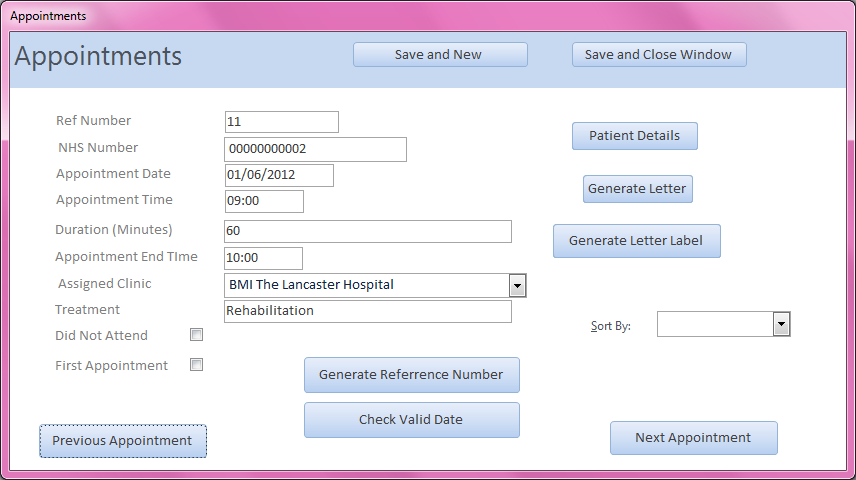 Appointments
Appointments
Save and New
Save and Close Window
Ref Number 11
NHS Number 00000000002
Appointment Date 01/06/2012
Appointment Time 09:00
Duration (Minutes) 60
Appointment End TIme 10:00
Assigned Clinic BMI The Lancaster Hospital
Treatment Rehabilitation
Did Not Attend
First Appointment
Patient Details
Generate Letter
Generate Letter Label
Sort By:
Generate Referrence Number
Check Valid Date
Previous Appointment
Next Appointment